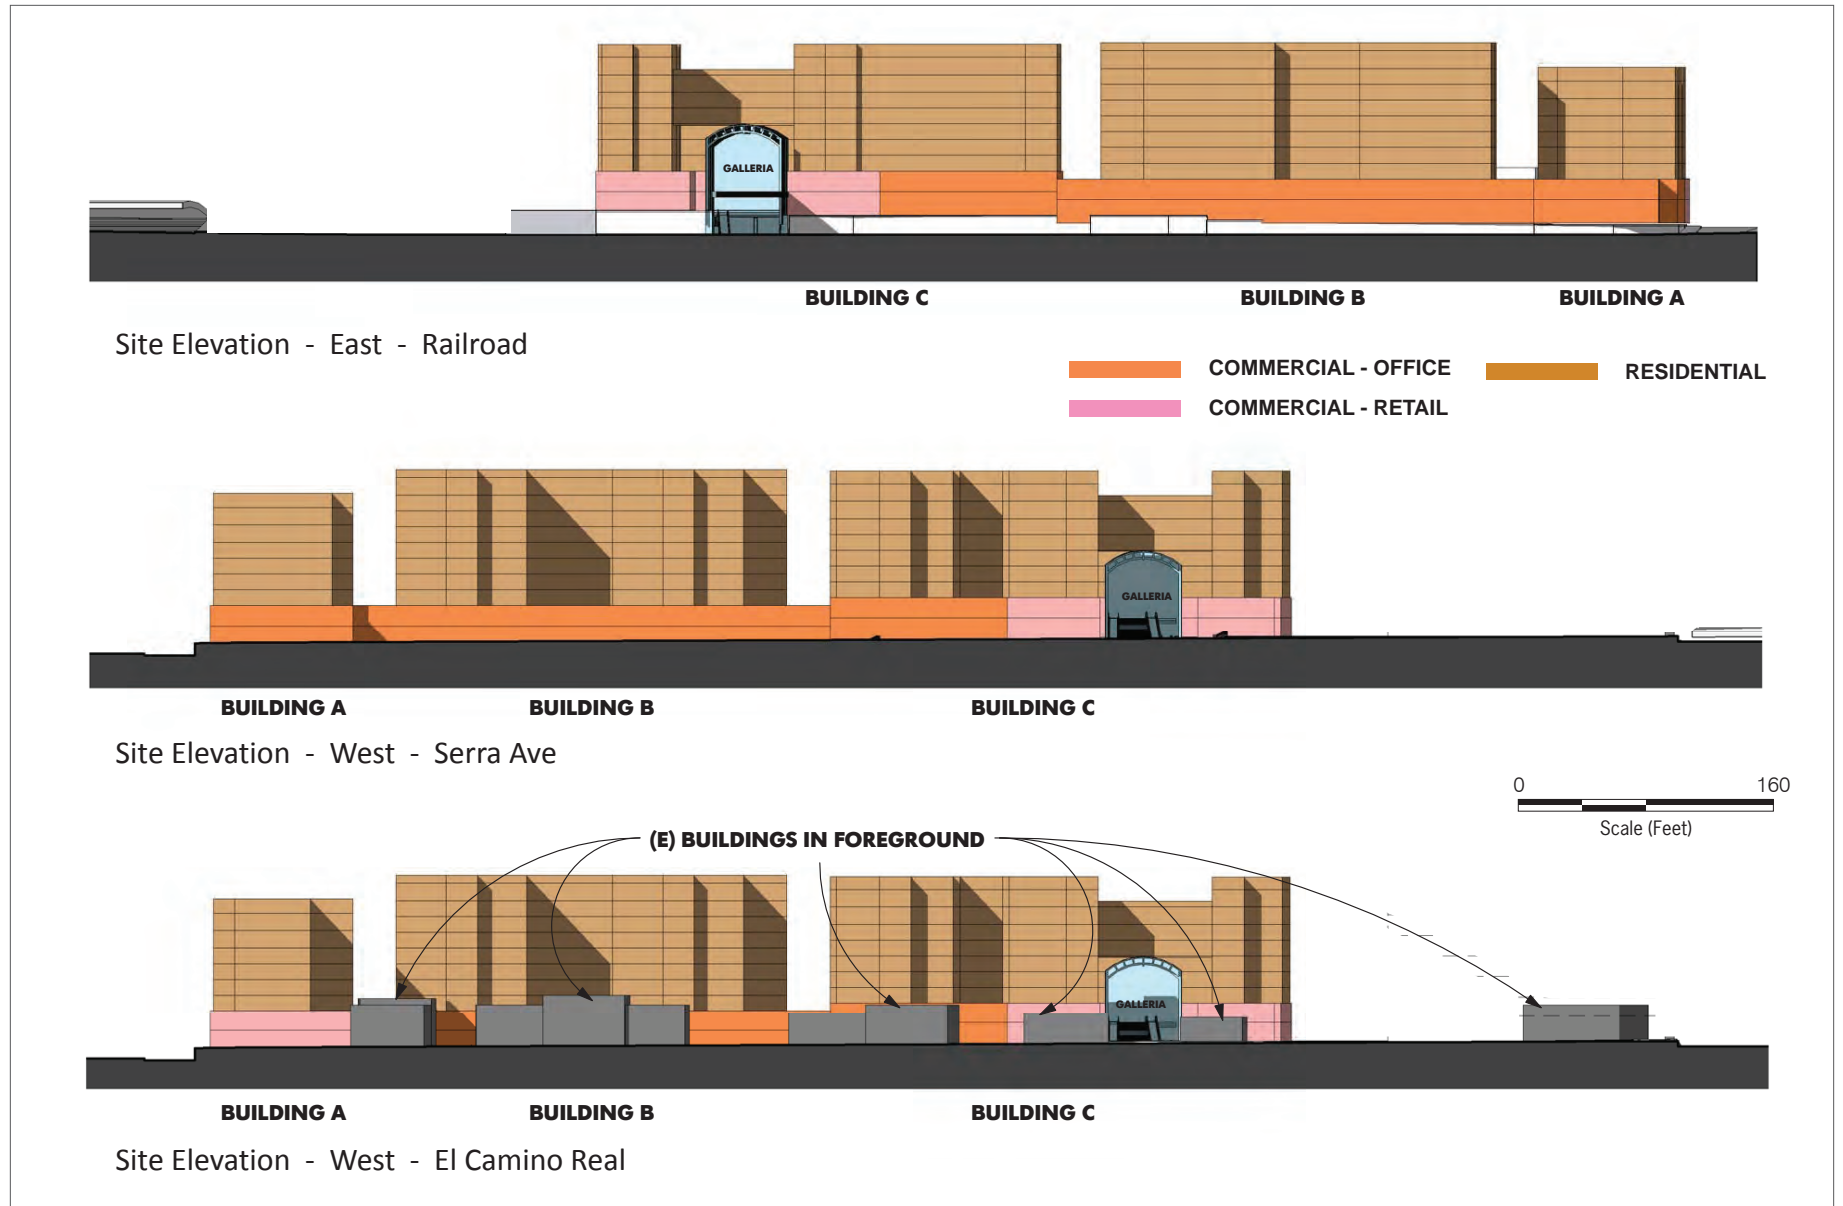 GALLERIA
BUILDING C
BUILDING B
BUILDING A
Site Elevation - East - Railroad
COMMERCIAL - OFFICE
RESIDENTIAL
COMMERCIAL - RETAIL
GALLERIA
BUILDING A
BUILDING B
BUILDING C
Site Elevation - West - Serra Ave
0
160
Scale (Feet)
(E) BUILDINGS IN FOREGROUND
GALLERIA
BUILDING A
BUILDING B
BUILDING C
Site Elevation - West - El Camino Real